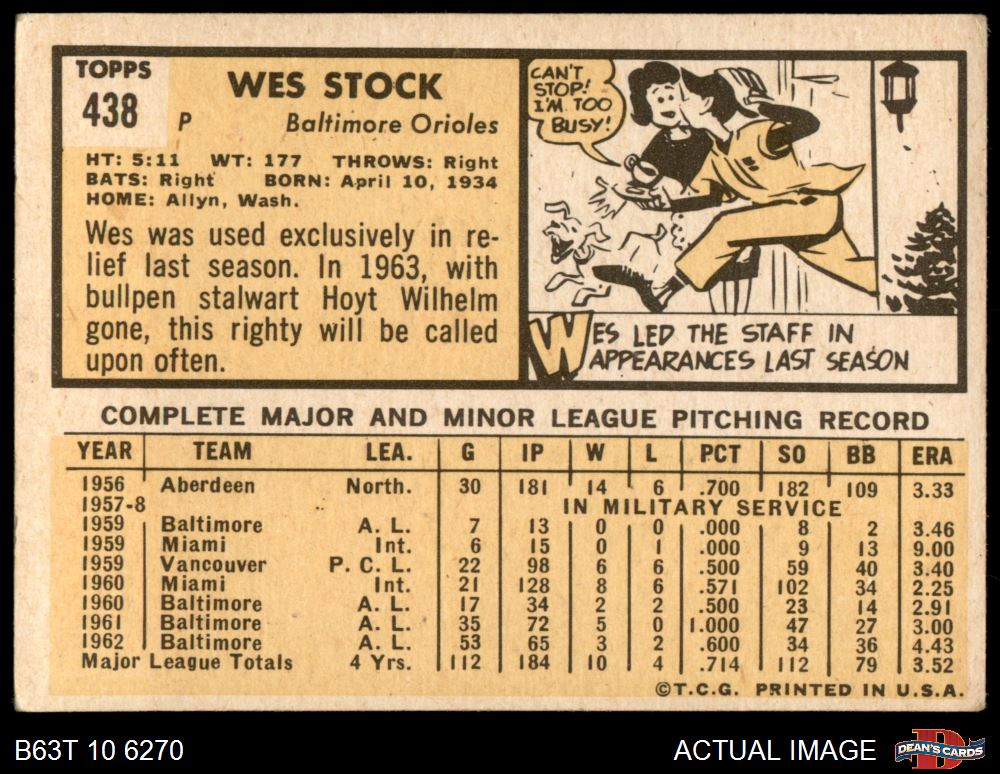 TOPPS
438
WES STOCK
P Baltimore Orioles
HT: 5:11 WT: 177 THROWS: Right
BATS: Right BORN: April 10, 1934
HOME: Allyn, Wash.
Wes was used exclusively in re-
lief last season. In 1963, with
bullpen stalwart Hoyt Wilhelm
gone, this righty will be called
upon often.
CAN'T
STOP!
I'M TOO
BUSY!
WES LED THE STAFF IN
APPEARANCES LAST SEASON
COMPLETE MAJOR AND MINOR LEAGUE PITCHING RECORD
YEAR TEAM LEA. G IP W L PCT SO BB ERA
1956 Aberdeen North. 30 181 14 6 .700 182 109 3.33
1957-8 IN MILITARY SERVICE
1959 Baltimore A. L. 7 13 0 0 .000 8 2 3.46
1959 Miami Int. 6 15 0 1 .000 9 13 9.00
1959 Vancouver P. C. L. 22 98 6 6 .500 59 40 3.40
1960 Miami Int. 21 128 8 6 .571 102 34 2.25
1960 Baltimore A. L. 17 34 2 2 .500 23 14 2.91
1961 Baltimore A. L. 35 72 5 0 1.000 47 27 3.00
1962 Baltimore A. L. 53 65 3 2 .600 34 36 4.43
Major League Totals 4 Yrs. 112 184 10 4 .714 112 79 3.52
©T.C.G. PRINTED IN U.S.A.
B63T 10 6270 ACTUAL IMAGE DEAN'S CARDS